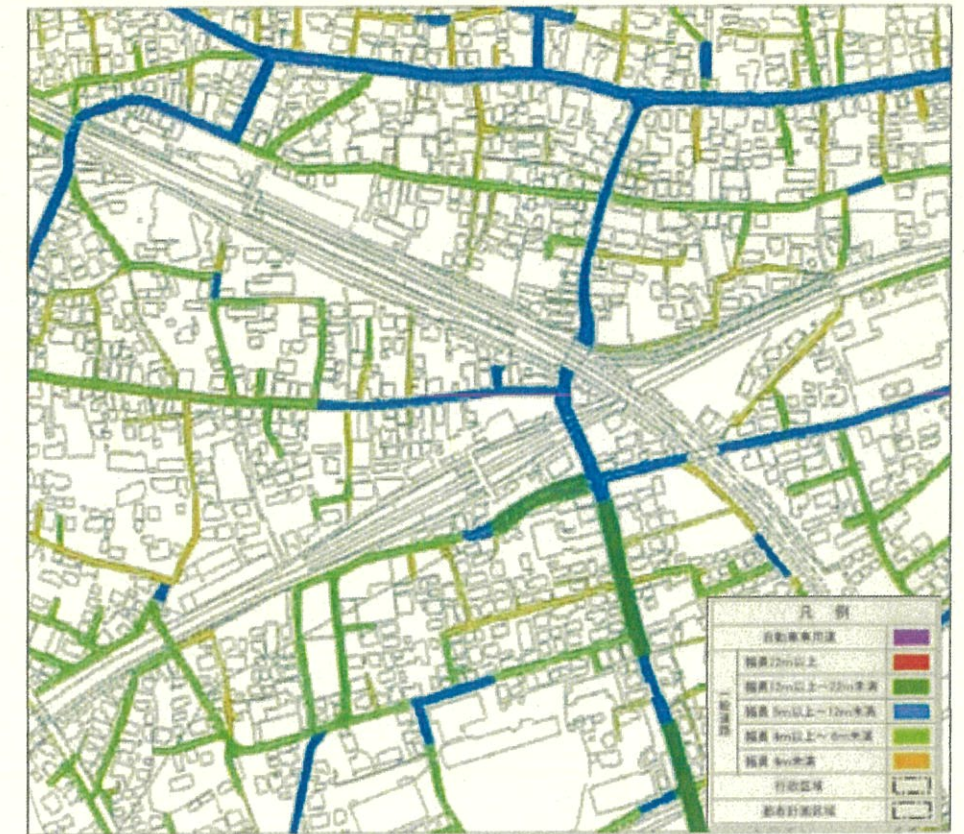 凡 例
自動車専用道
一般道路
幅員22m以上
幅員12m以上～22m未満
幅員 6m以上～12m未満
幅員 4m以上～6m未満
幅員 4m未満
行政区域
都市計画区域